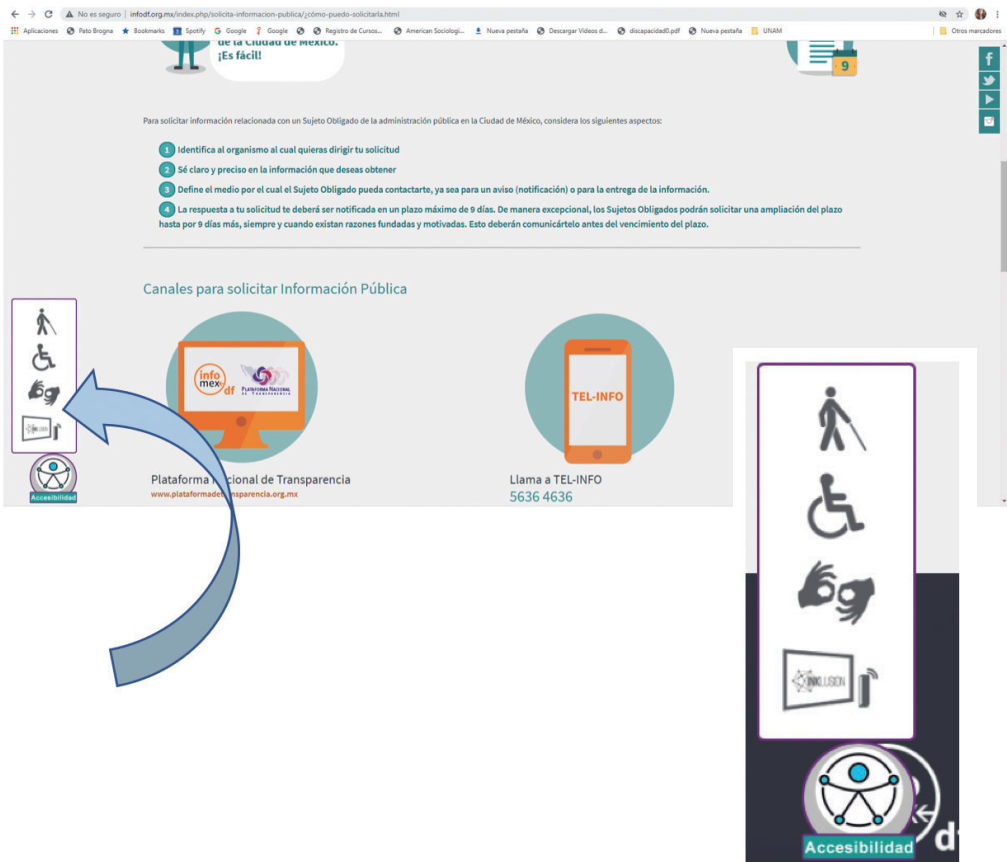 No es seguro | infodf.org.mx/index.php/solicita-informacion-publica/¿cómo-puedo-solicitarla.html
Aplicaciones Pato Brogna Bookmarks Spotify Google Google Registro de Cursos... American Sociologi... Nueva pestaña Descargar Videos d... discapacidad0.pdf Nueva pestaña UNAM Otros marcadores
de la Ciudad de México.
¡Es fácil!
9
Para solicitar información relacionada con un Sujeto Obligado de la administración pública en la Ciudad de México, considera los siguientes aspectos:
1 Identifica al organismo al cual quieras dirigir tu solicitud
2 Sé claro y preciso en la información que deseas obtener
3 Define el medio por el cual el Sujeto Obligado pueda contactarte, ya sea para un aviso (notificación) o para la entrega de la información.
4 La respuesta a tu solicitud te deberá ser notificada en un plazo máximo de 9 días. De manera excepcional, los Sujetos Obligados podrán solicitar una ampliación del plazo
hasta por 9 días más, siempre y cuando existan razones fundadas y motivadas. Esto deberán comunicártelo antes del vencimiento del plazo.
Canales para solicitar Información Pública
info
mex
df
PLATAFORMA NACIONAL
DE TRANSPARENCIA
TEL-INFO
Plataforma Nacional de Transparencia
www.plataformadetransparencia.org.mx
Llama a TEL-INFO
5636 4636
Accesibilidad
INKLUSION
Accesibilidad
d